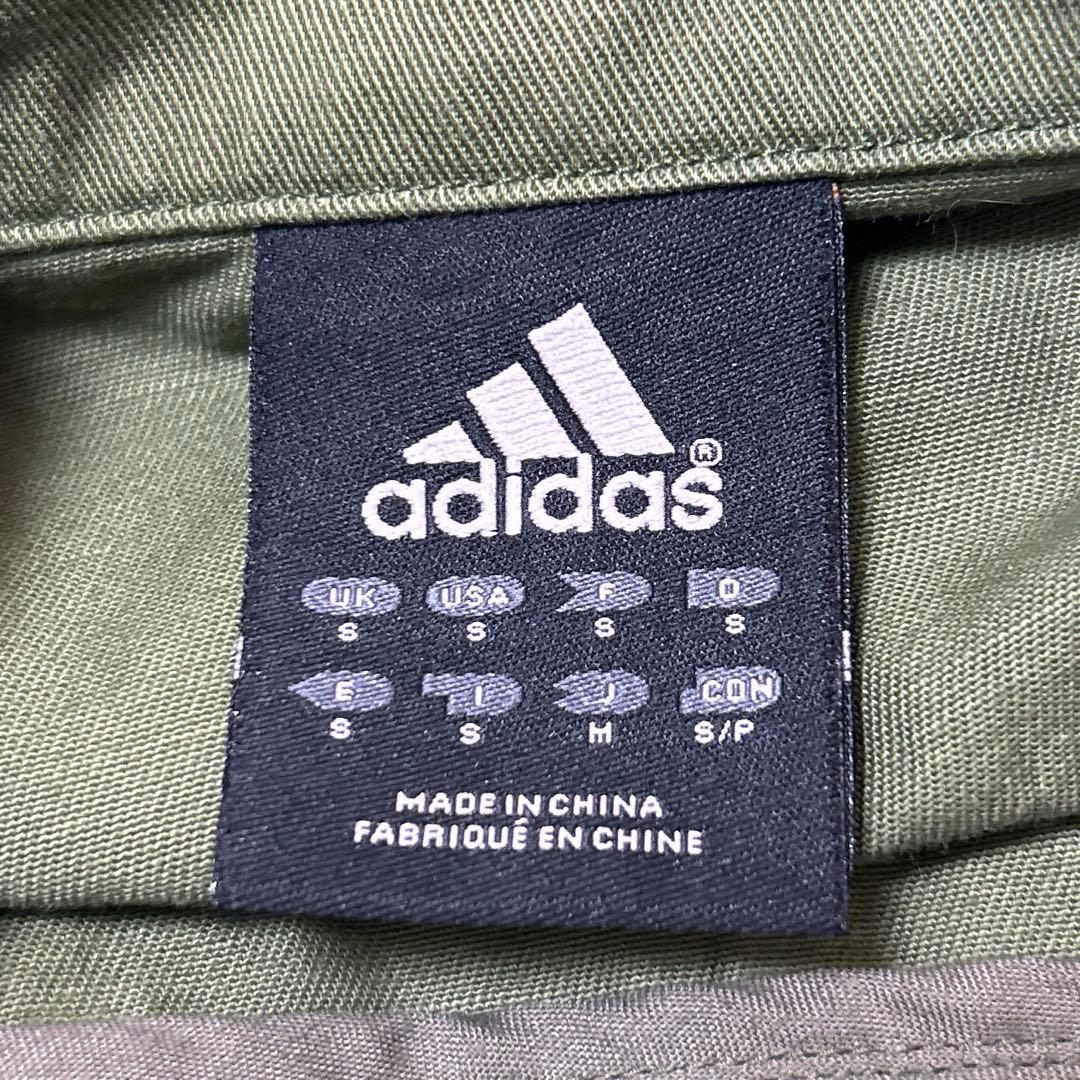 adidas®
UK USA F D
S S S S
E I J CDN
S S M S/P
MADE IN CHINA
FABRIQUÉ EN CHINE